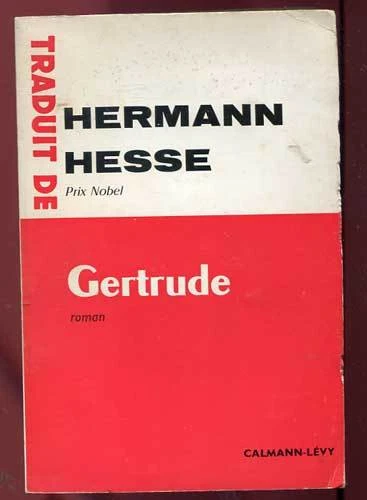 TRADUIT DE
HERMANN
HESSE
Prix Nobel
Gertrude
roman
CALMANN-LÉVY